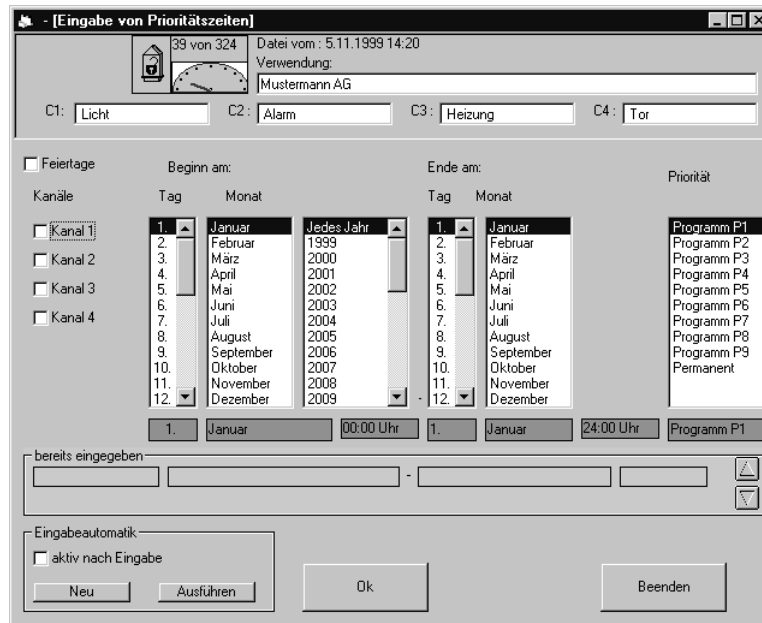 - [Eingabe von Prioritätszeiten]
39 von 324
Datei vom : 5.11.1999 14:20
Verwendung:
Mustermann AG
C1: Licht C2 : Alarm C3 : Heizung C4 : Tor
Feiertage Beginn am: Ende am:
Priorität
Kanäle Tag Monat Tag Monat
Kanal 1 1. Januar Jedes Jahr 1. Januar Programm P1
2. Februar 1999 2. Februar Programm P2
Kanal 2 3. März 2000 3. März Programm P3
4. April 2001 4. April Programm P4
Kanal 3 5. Mai 2002 5. Mai Programm P5
6. Juni 2003 6. Juni Programm P6
Kanal 4 7. Juli 2004 7. Juli Programm P7
8. August 2005 8. August Programm P8
9. September 2006 9. September Programm P9
10. Oktober 2007 10. Oktober Permanent
11. November 2008 11. November
12. Dezember 2009 - 12. Dezember
1. Januar 00:00 Uhr 1. Januar 24:00 Uhr Programm P1
bereits eingegeben
-
Eingabeautomatik
aktiv nach Eingabe
Neu Ausführen Ok Beenden